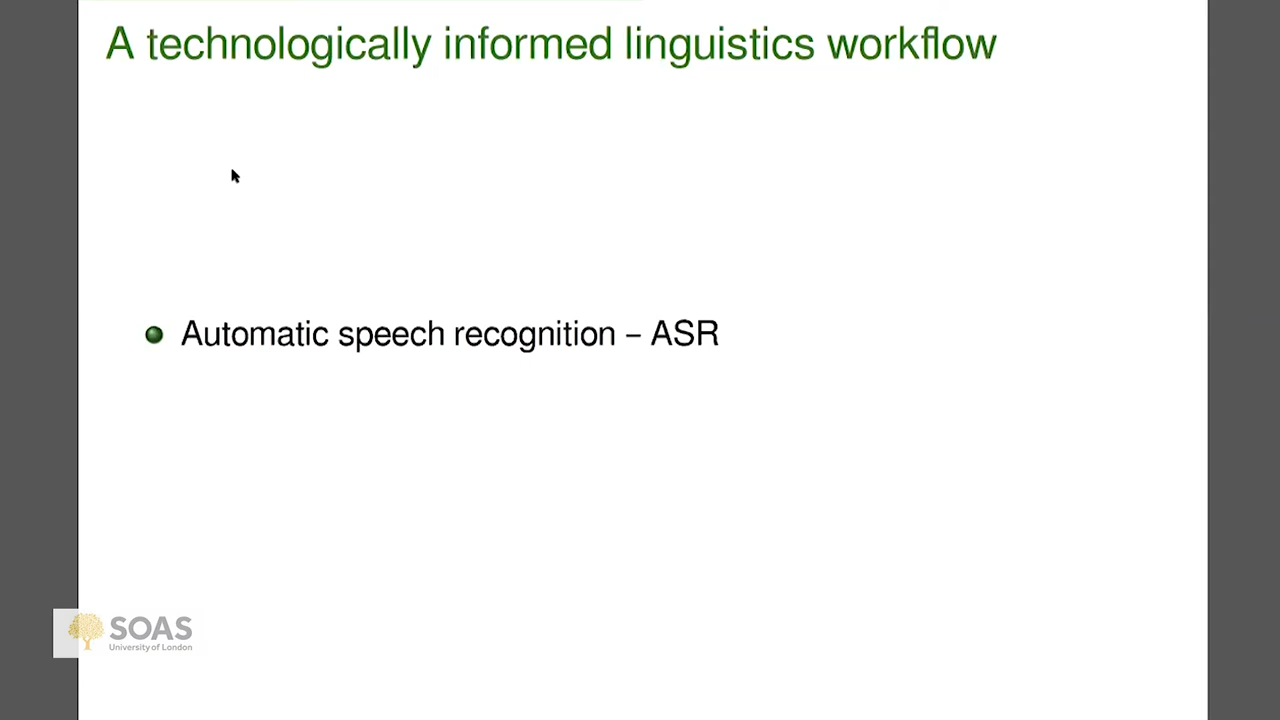 A technologically informed linguistics workflow
Automatic speech recognition – ASR
SOAS
University of London